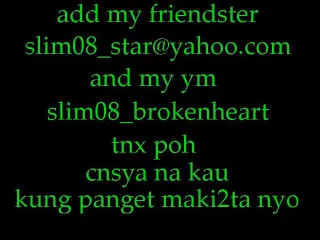 add my friendster
slim08_star@yahoo.com
and my ym
slim08_brokenheart
tnx poh
cnsya na kau
kung panget maki2ta nyo